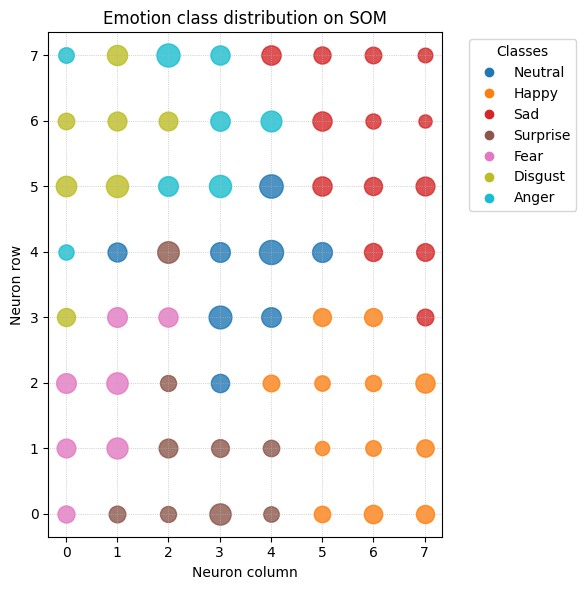 Emotion class distribution on SOM
Classes
Neutral
Happy
Sad
Surprise
Fear
Disgust
Anger
Neuron row
7
6
5
4
3
2
1
0
0 1 2 3 4 5 6 7
Neuron column